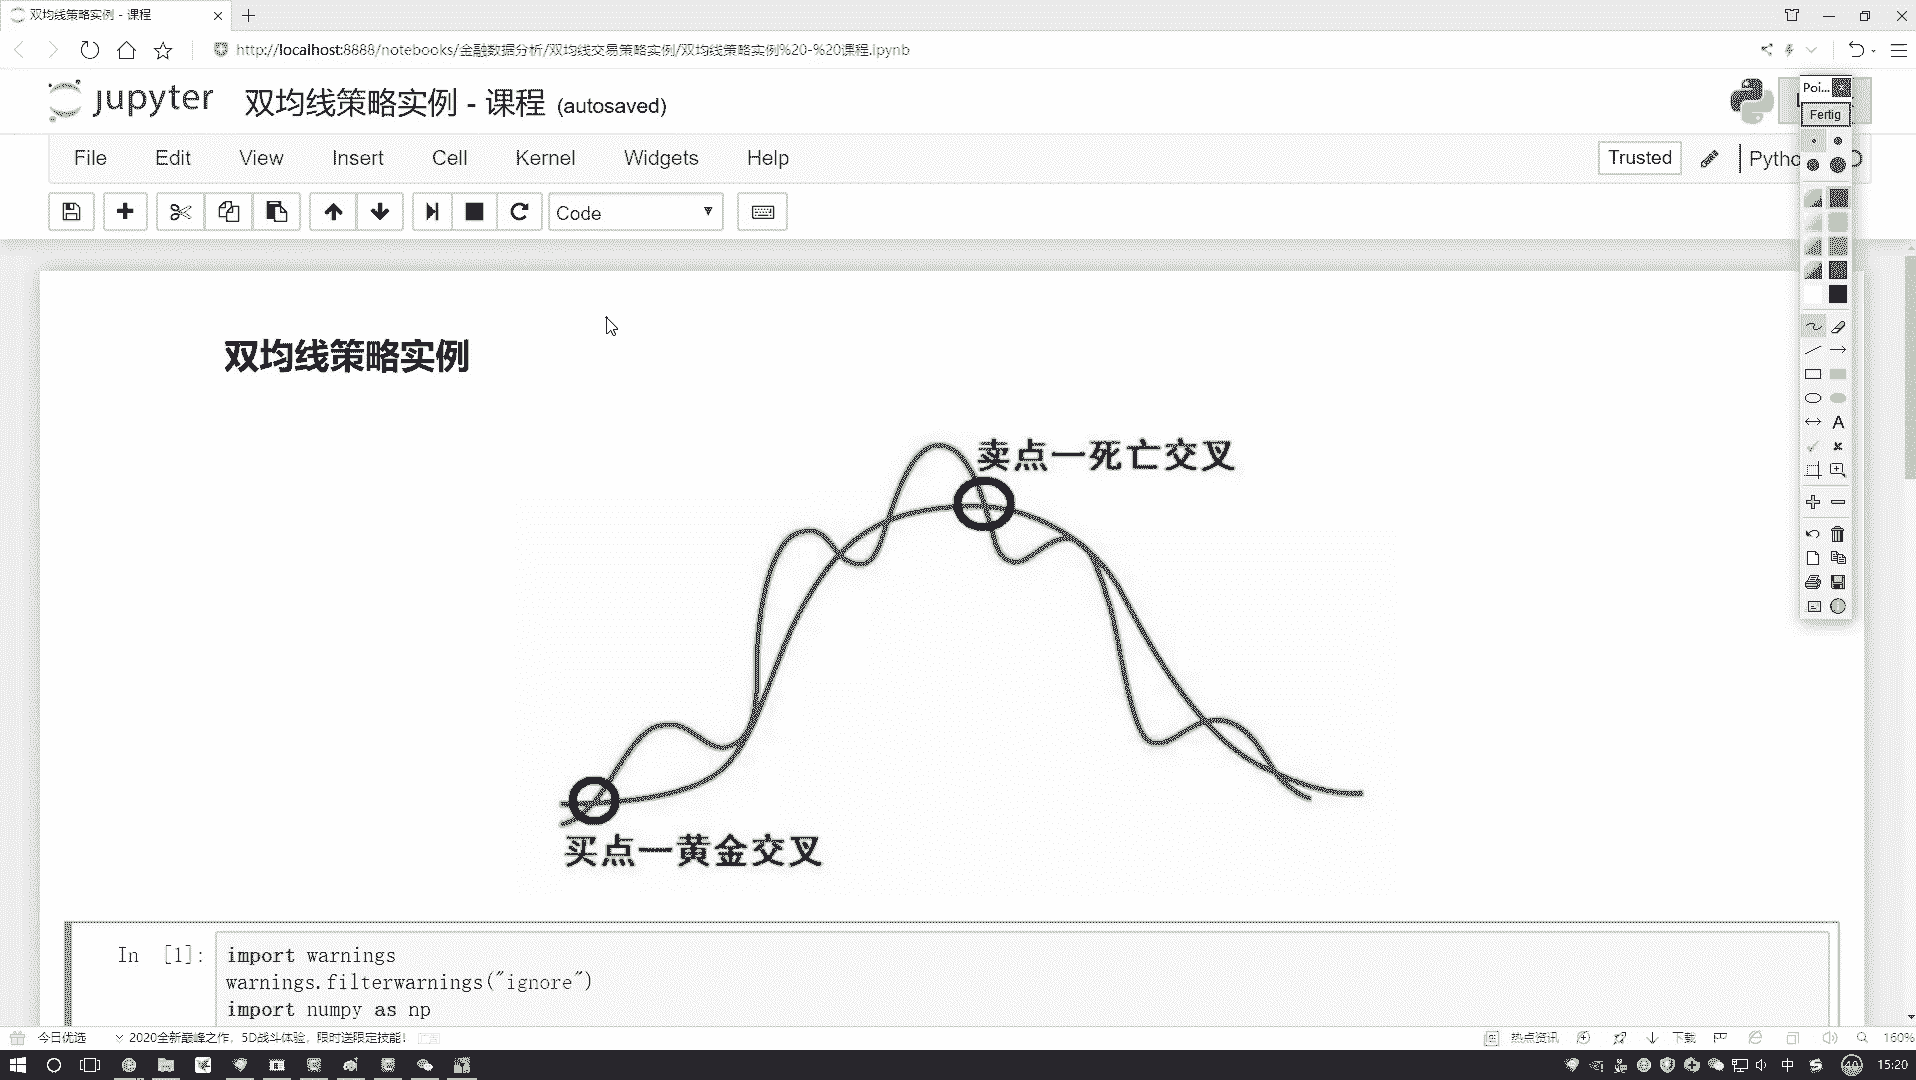 双均线策略实例 - 课程
http://localhost:8888/notebooks/金融数据分析/双均线交易策略实例/双均线策略实例%20-%20课程.ipynb
jupyter 双均线策略实例 - 课程 (autosaved)
Poi...
Fertig
File Edit View Insert Cell Kernel Widgets Help
Trusted
Pytho
Code
A
双均线策略实例
卖点一死亡交叉
买点一黄金交叉
In [1]:
import warnings
warnings.filterwarnings("ignore")
import numpy as np
今日优选
2020全新巅峰之作，5D战斗体验，限时送限定技能！
热点资讯
下载
160%
中
15:20